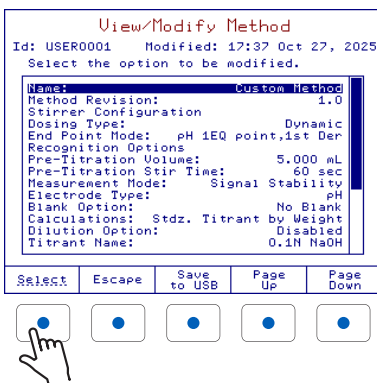 View/Modify Method
Id: USER0001 Modified: 17:37 Oct 27, 2025
Select the option to be modified.
Name: Custom Method
Method Revision: 1.0
Stirrer Configuration
Dosing Type: Dynamic
End Point Mode: pH 1EQ point,1st Der
Recognition Options
Pre-Titration Volume: 5.000 mL
Pre-Titration Stir Time: 60 sec
Measurement Mode: Signal Stability
Electrode Type: pH
Blank Option: No Blank
Calculations: Stdz. Titrant by Weight
Dilution Option: Disabled
Titrant Name: 0.1N NaOH
Select Escape Save to USB Page Up Page Down